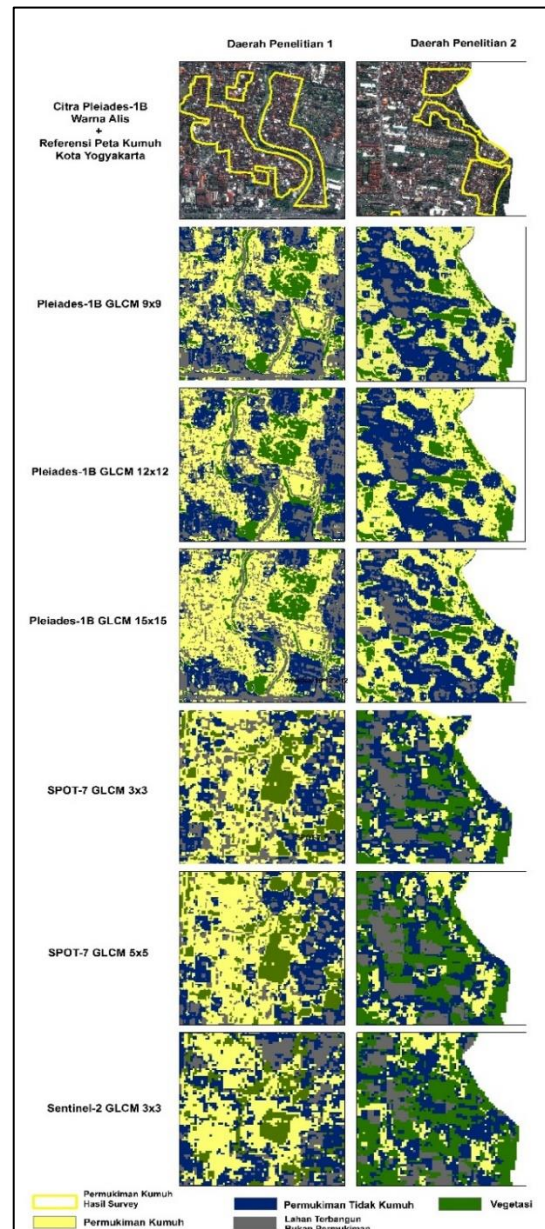 Daerah Penelitian 1
Daerah Penelitian 2
Citra Pleiades-1B
Warna Alis
+
Referensi Peta Kumuh
Kota Yogyakarta
Pleiades-1B GLCM 9x9
Pleiades-1B GLCM 12x12
Pleiades-1B GLCM 15x15
SPOT-7 GLCM 3x3
SPOT-7 GLCM 5x5
Sentinel-2 GLCM 3x3
Permukiman Kumuh
Hasil Survey
Permukiman Tidak Kumuh
Vegetasi
Permukiman Kumuh
Lahan Terbangun
Bukan Permukiman